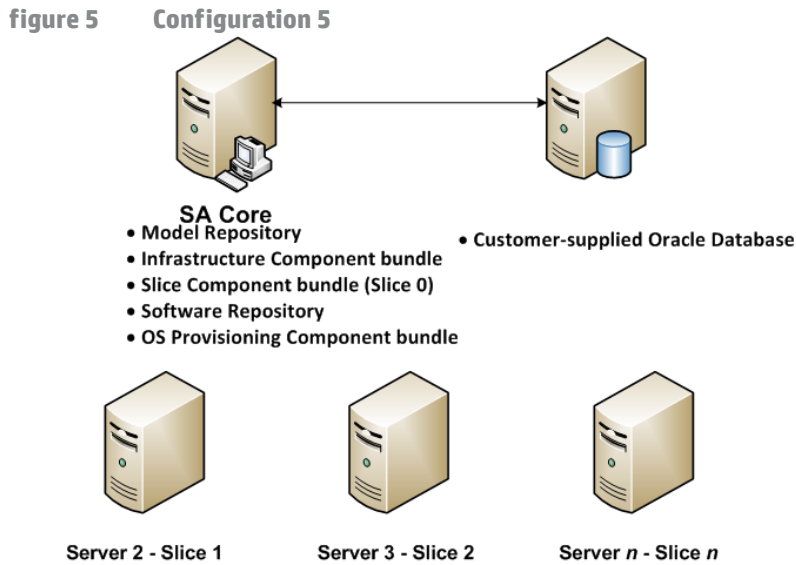 figure 5 Configuration 5
SA Core
• Model Repository
• Infrastructure Component bundle
• Slice Component bundle (Slice 0)
• Software Repository
• OS Provisioning Component bundle
• Customer-supplied Oracle Database
Server 2 - Slice 1
Server 3 - Slice 2
Server n - Slice n